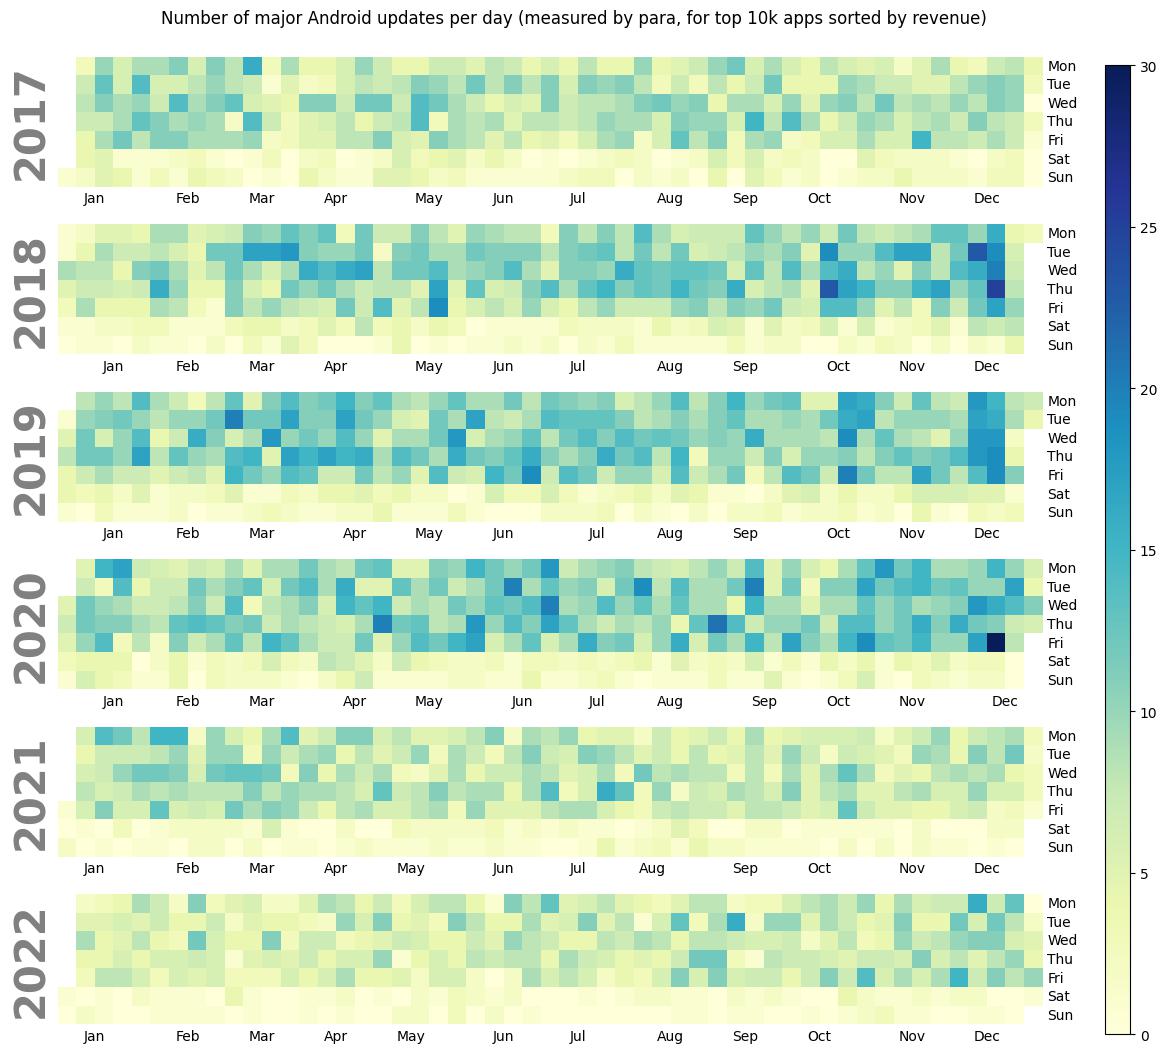 Number of major Android updates per day (measured by para, for top 10k apps sorted by revenue)
2017
Mon
Tue
Wed
Thu
Fri
Sat
Sun
Jan Feb Mar Apr May Jun Jul Aug Sep Oct Nov Dec
2018
Mon
Tue
Wed
Thu
Fri
Sat
Sun
Jan Feb Mar Apr May Jun Jul Aug Sep Oct Nov Dec
2019
Mon
Tue
Wed
Thu
Fri
Sat
Sun
Jan Feb Mar Apr May Jun Jul Aug Sep Oct Nov Dec
2020
Mon
Tue
Wed
Thu
Fri
Sat
Sun
Jan Feb Mar Apr May Jun Jul Aug Sep Oct Nov Dec
2021
Mon
Tue
Wed
Thu
Fri
Sat
Sun
Jan Feb Mar Apr May Jun Jul Aug Sep Oct Nov Dec
2022
Mon
Tue
Wed
Thu
Fri
Sat
Sun
Jan Feb Mar Apr May Jun Jul Aug Sep Oct Nov Dec
30
25
20
15
10
5
0